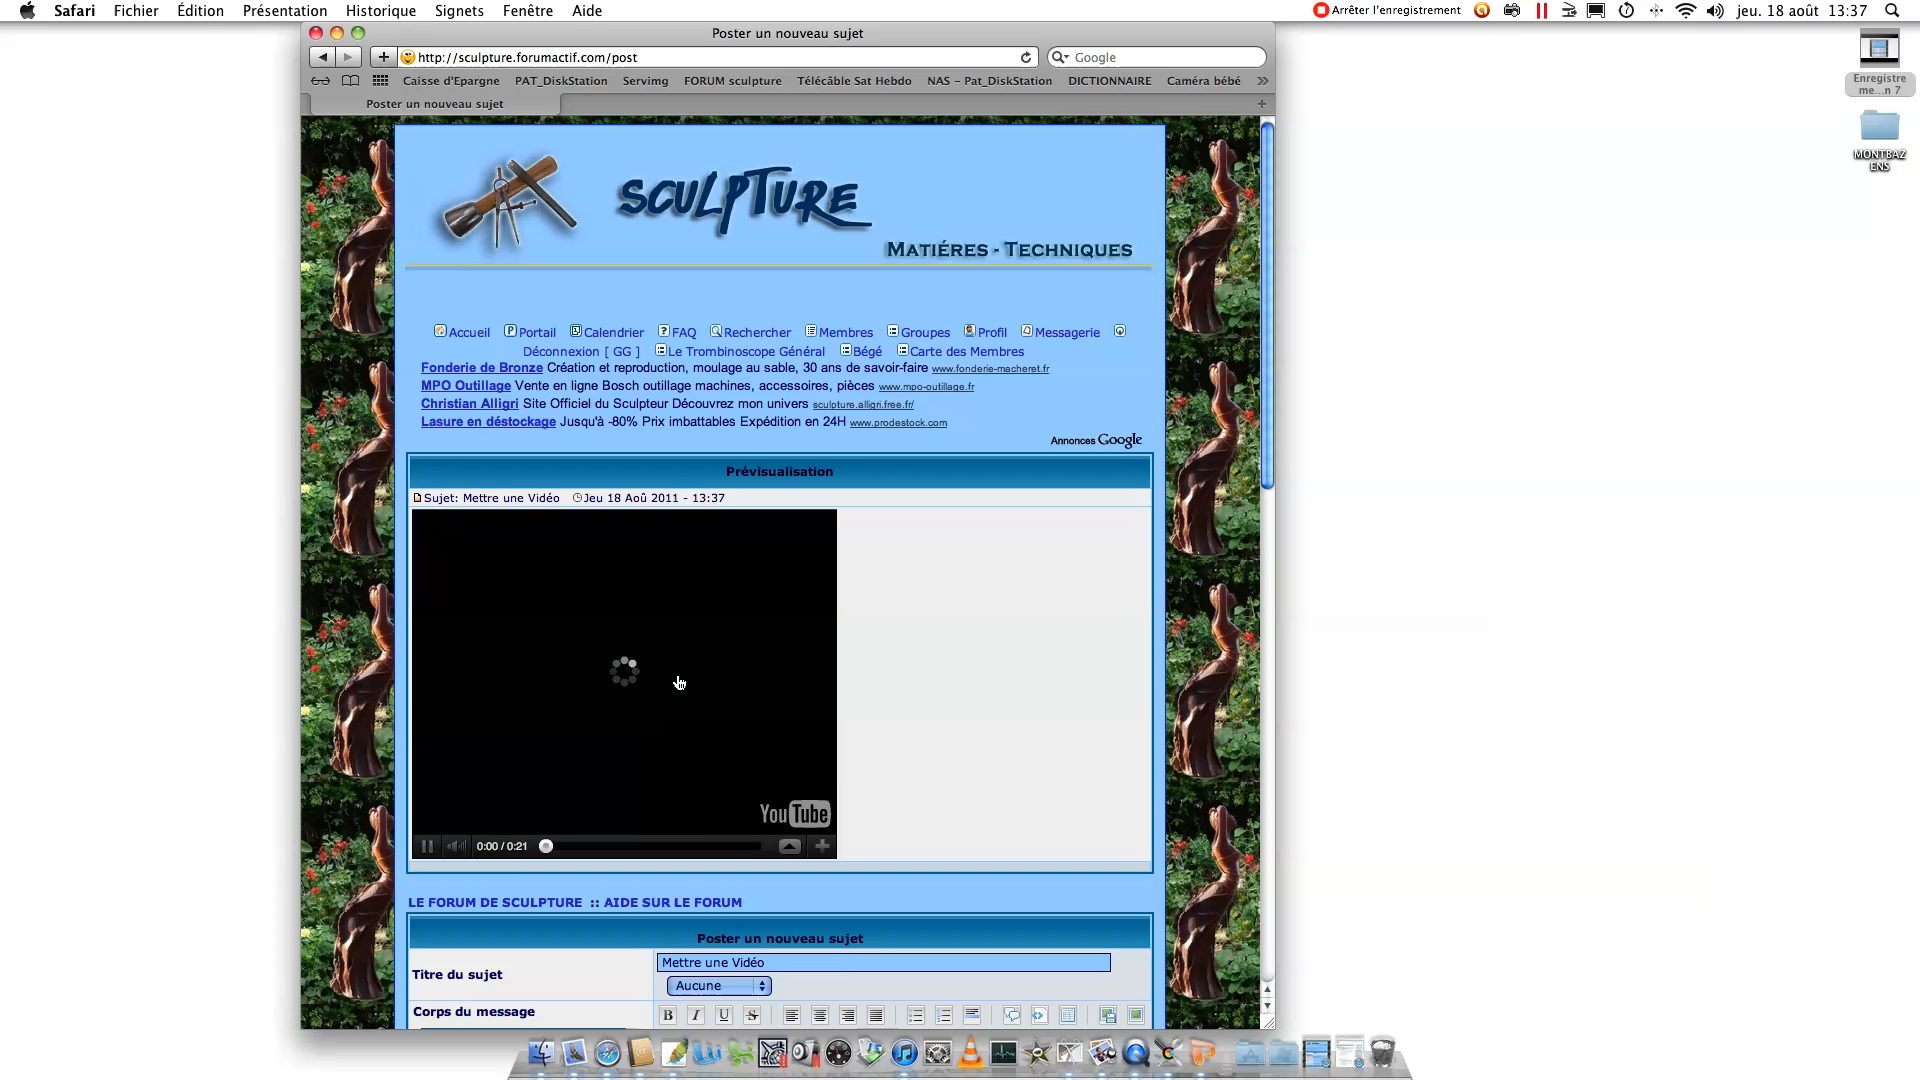 Safari Fichier Édition Présentation Historique Signets Fenêtre Aide Arrêter l'enregistrement jeu. 18 août 13:37
Poster un nouveau sujet
http://sculpture.forumactif.com/post Google
Caisse d'Epargne PAT_DiskStation Servimg FORUM sculpture Télécâble Sat Hebdo NAS - Pat_DiskStation DICTIONNAIRE Caméra bébé
Poster un nouveau sujet
Enregistre
me...n 7
MONTBAZ
ENS
SCULPTURE
MATIÉRES - TECHNIQUES
Accueil Portail Calendrier FAQ Rechercher Membres Groupes Profil Messagerie
Déconnexion [ GG ] Le Trombinoscope Général Bégé Carte des Membres
Fonderie de Bronze Création et reproduction, moulage au sable, 30 ans de savoir-faire www.fonderie-macheret.fr
MPO Outillage Vente en ligne Bosch outillage machines, accessoires, pièces www.mpo-outillage.fr
Christian Alligri Site Officiel du Sculpteur Découvrez mon univers sculpture.alligri.free.fr/
Lasure en déstockage Jusqu'à -80% Prix imbattables Expédition en 24H www.prodestock.com
Annonces Google
Prévisualisation
Sujet: Mettre une Vidéo Jeu 18 Aoû 2011 - 13:37
YouTube
0:00 / 0:21
LE FORUM DE SCULPTURE :: AIDE SUR LE FORUM
Poster un nouveau sujet
Titre du sujet Mettre une Vidéo
Aucune
Corps du message B I U S